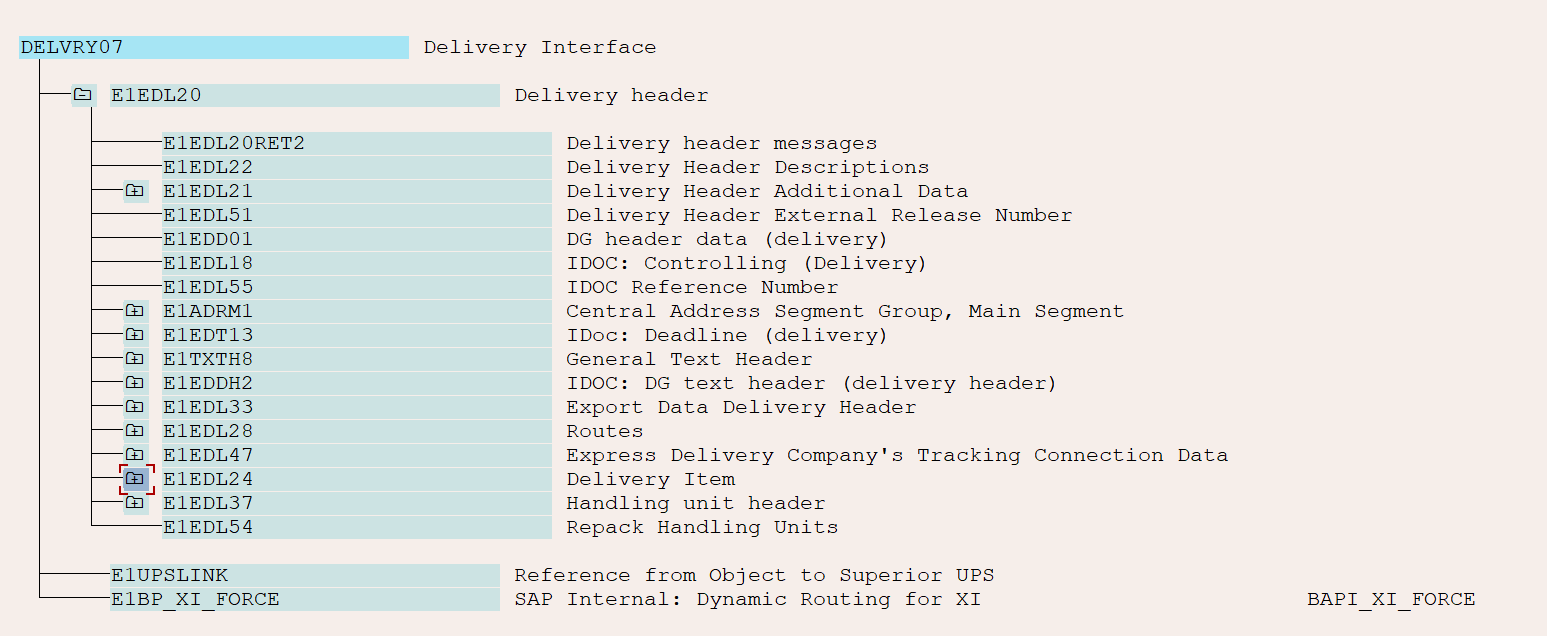 DELVRY07 Delivery Interface
E1EDL20 Delivery header
E1EDL20RET2 Delivery header messages
E1EDL22 Delivery Header Descriptions
E1EDL21 Delivery Header Additional Data
E1EDL51 Delivery Header External Release Number
E1EDD01 DG header data (delivery)
E1EDL18 IDOC: Controlling (Delivery)
E1EDL55 IDOC Reference Number
E1ADRM1 Central Address Segment Group, Main Segment
E1EDT13 IDoc: Deadline (delivery)
E1TXTH8 General Text Header
E1EDDH2 IDOC: DG text header (delivery header)
E1EDL33 Export Data Delivery Header
E1EDL28 Routes
E1EDL47 Express Delivery Company's Tracking Connection Data
E1EDL24 Delivery Item
E1EDL37 Handling unit header
E1EDL54 Repack Handling Units
E1UPSLINK Reference from Object to Superior UPS
E1BP_XI_FORCE SAP Internal: Dynamic Routing for XI BAPI_XI_FORCE